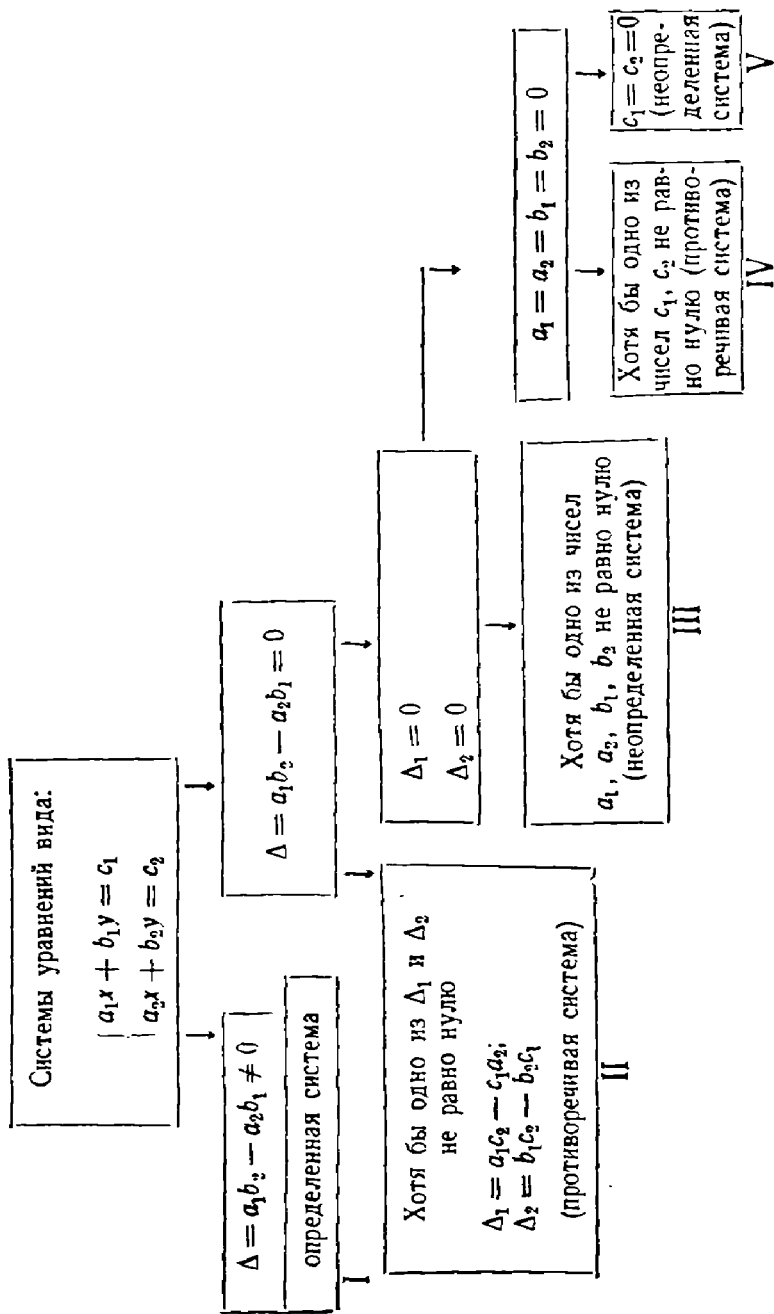 Системы уравнений вида:
a₁x + b₁y = c₁
a₂x + b₂y = c₂
Δ = a₁b₂ — a₂b₁ ≠ 0
определенная система
I
Δ = a₁b₂ — a₂b₁ = 0
Хотя бы одно из Δ₁ и Δ₂
не равно нулю
Δ₁ = a₁c₂ — c₁a₂;
Δ₂ = b₁c₂ — b₂c₁
(противоречивая система)
II
Δ₁ = 0
Δ₂ = 0
Хотя бы одно из чисел
a₁, a₂, b₁, b₂ не равно нулю
(неопределенная система)
III
a₁ = a₂ = b₁ = b₂ = 0
Хотя бы одно из
чисел c₁, c₂ не рав-
но нулю (противо-
речивая система)
IV
c₁ = c₂ = 0
(неопре-
деленная
система)
V